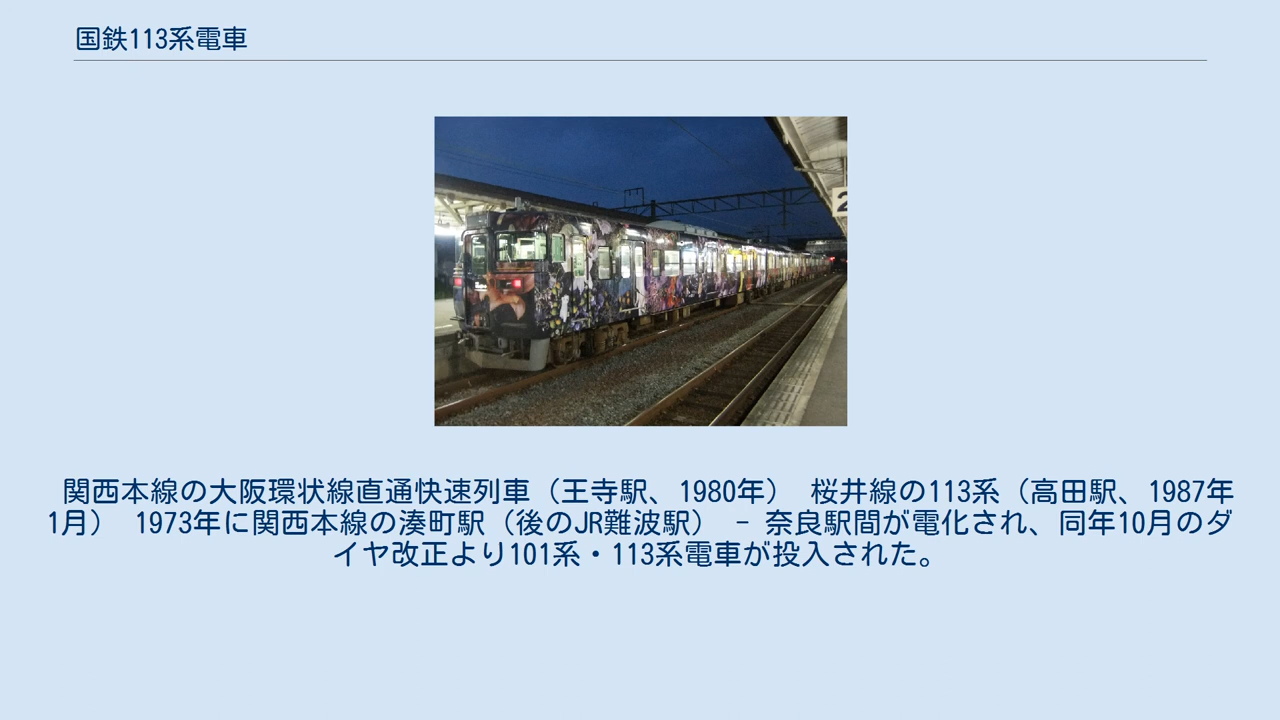 国鉄113系電車
2
関西本線の大阪環状線直通快速列車（王寺駅、1980年） 桜井線の113系（高田駅、1987年
1月） 1973年に関西本線の湊町駅（後のJR難波駅） - 奈良駅間が電化され、同年10月のダ
イヤ改正より101系・113系電車が投入された。